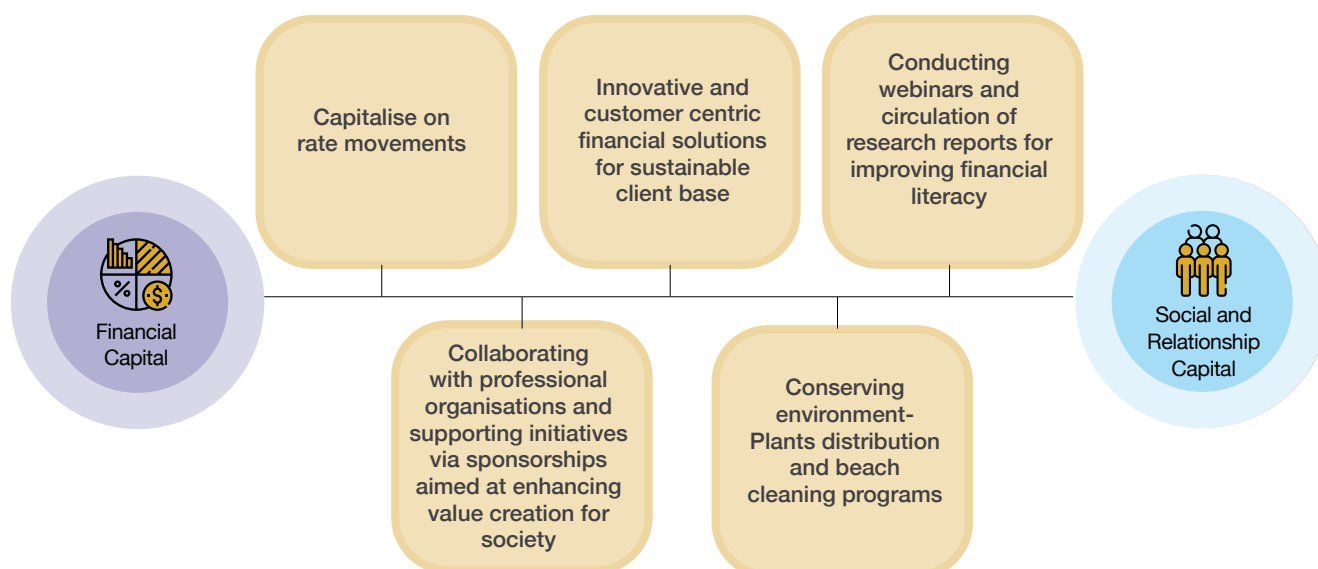 Capitalise on
rate movements
Innovative and
customer centric
financial solutions
for sustainable
client base
Conducting
webinars and
circulation of
research reports for
improving financial
literacy
%
$
Financial
Capital
Social and
Relationship
Capital
Collaborating
with professional
organisations and
supporting initiatives
via sponsorships
aimed at enhancing
value creation for
society
Conserving
environment-
Plants distribution
and beach
cleaning programs